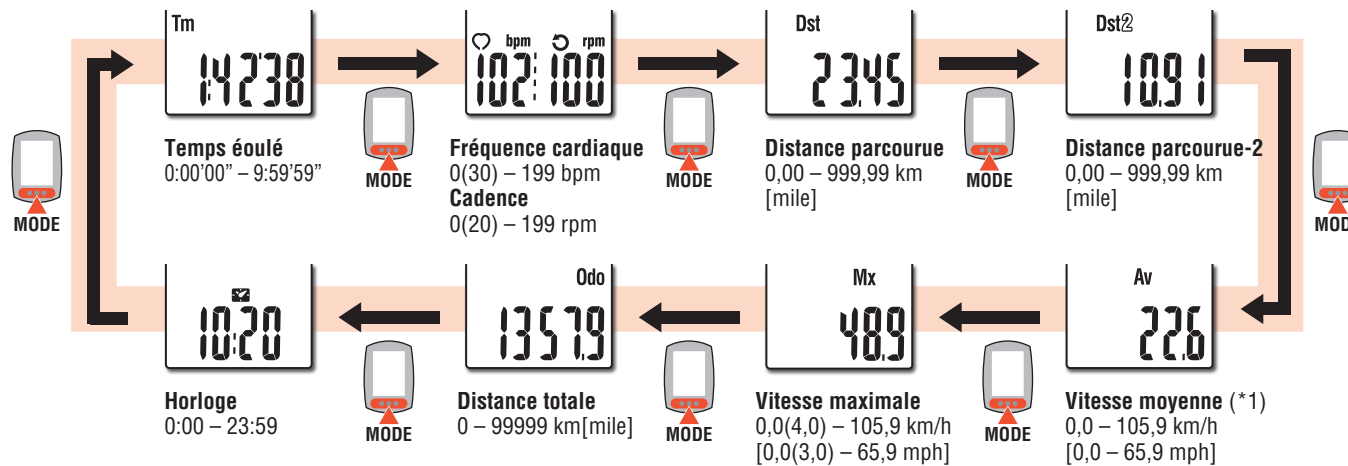 Tm
1:42'38
Temps éoulé
0:00'00” – 9:59'59”
MODE
bpm rpm
102 100
Fréquence cardiaque
0(30) – 199 bpm
Cadence
0(20) – 199 rpm
MODE
Dst
23.45
Distance parcourue
0,00 – 999,99 km
[mile]
MODE
Dst2
10.91
Distance parcourue-2
0,00 – 999,99 km
[mile]
MODE
MOD
Av
22.6
Vitesse moyenne (*1)
0,0 – 105,9 km/h
[0,0 – 65,9 mph]
MODE
Mx
48.9
Vitesse maximale
0,0(4,0) – 105,9 km/h
[0,0(3,0) – 65,9 mph]
MODE
Odo
1357.9
Distance totale
0 – 99999 km[mile]
MODE
10:20
Horloge
0:00 – 23:59
MODE